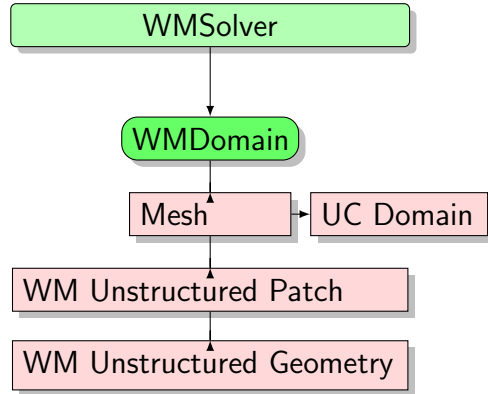 WMSolver
WMDomain
Mesh
UC Domain
WM Unstructured Patch
WM Unstructured Geometry